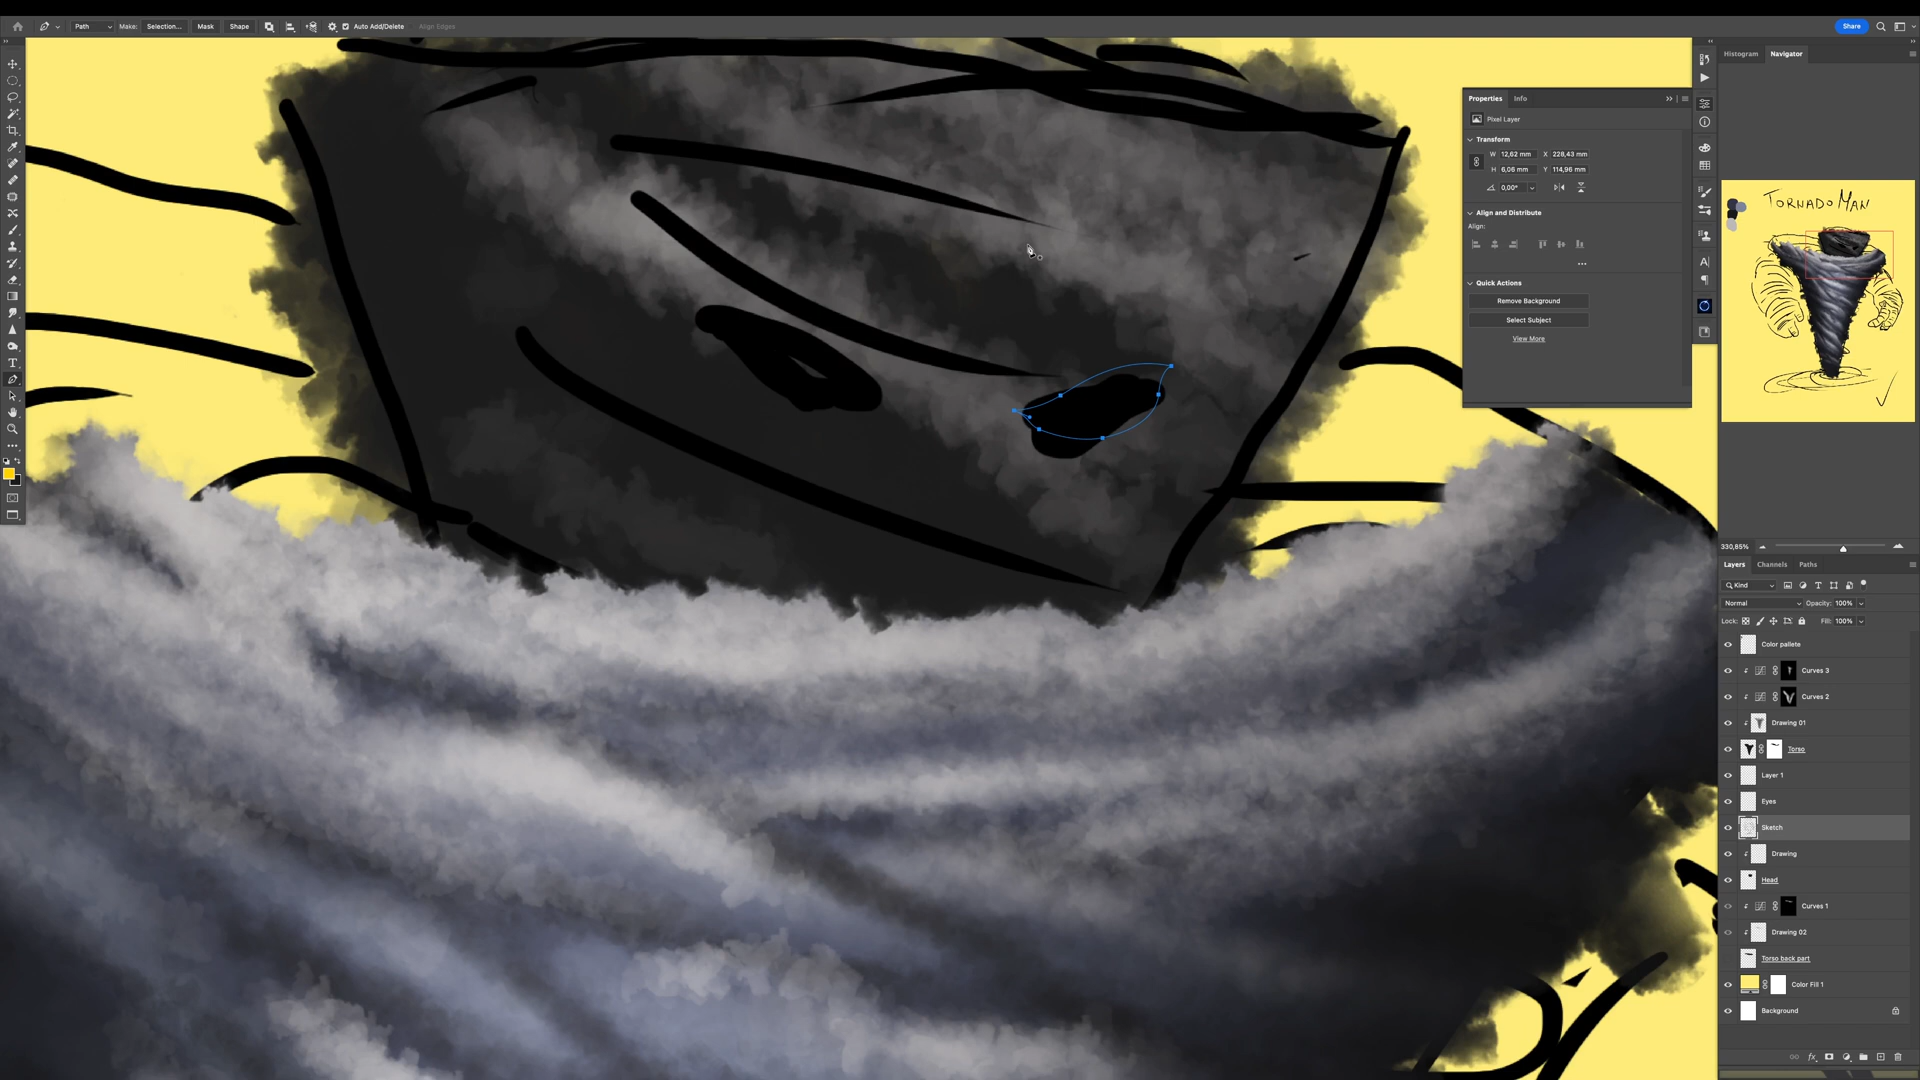 Path
Make:
Selection...
Mask
Shape
Auto Add/Delete
Align Edges
Share
Histogram
Navigator
Properties
Info
Pixel Layer
Transform
W
12,62 mm
X
228,43 mm
H
6,06 mm
Y
114,96 mm
0,00°
Align and Distribute
Align:
Quick Actions
Remove Background
Select Subject
View More
TORNADO MAN
330,85%
Layers
Channels
Paths
Kind
Normal
Opacity:
100%
Lock:
Fill:
100%
Color pallete
Curves 3
Curves 2
Drawing 01
Torso
Layer 1
Eyes
Sketch
Drawing
Head
Curves 1
Drawing 02
Torso back part
Color Fill 1
Background